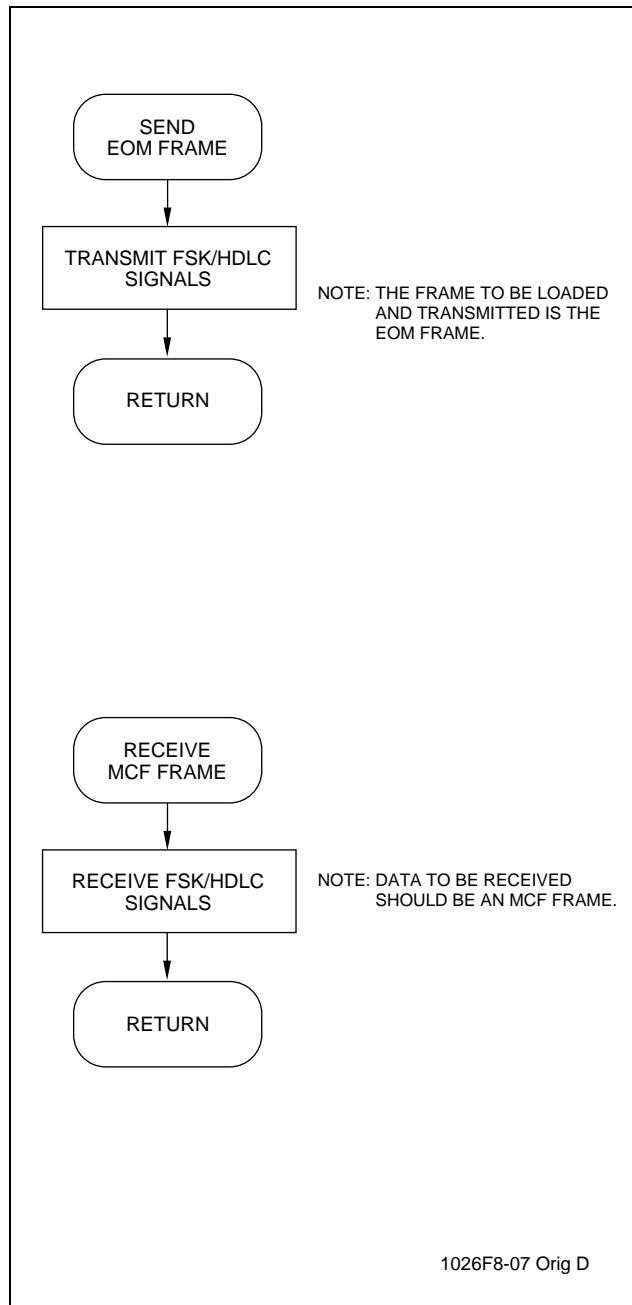 SEND
EOM FRAME
TRANSMIT FSK/HDLC
SIGNALS
NOTE: THE FRAME TO BE LOADED
AND TRANSMITTED IS THE
EOM FRAME.
RETURN
RECEIVE
MCF FRAME
RECEIVE FSK/HDLC
SIGNALS
NOTE: DATA TO BE RECEIVED
SHOULD BE AN MCF FRAME.
RETURN
1026F8-07 Orig D